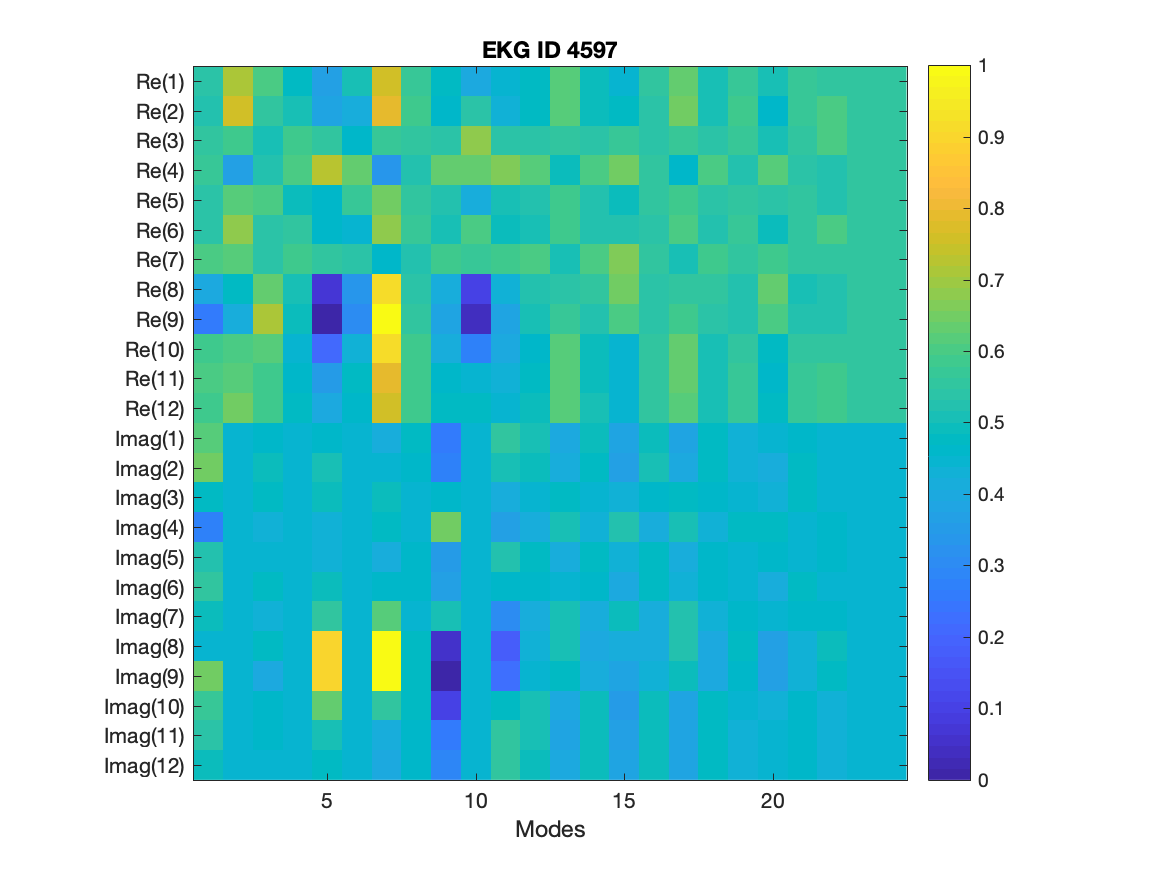 EKG ID 4597
Re(1)
Re(2)
Re(3)
Re(4)
Re(5)
Re(6)
Re(7)
Re(8)
Re(9)
Re(10)
Re(11)
Re(12)
Imag(1)
Imag(2)
Imag(3)
Imag(4)
Imag(5)
Imag(6)
Imag(7)
Imag(8)
Imag(9)
Imag(10)
Imag(11)
Imag(12)
5 10 15 20
Modes
1
0.9
0.8
0.7
0.6
0.5
0.4
0.3
0.2
0.1
0